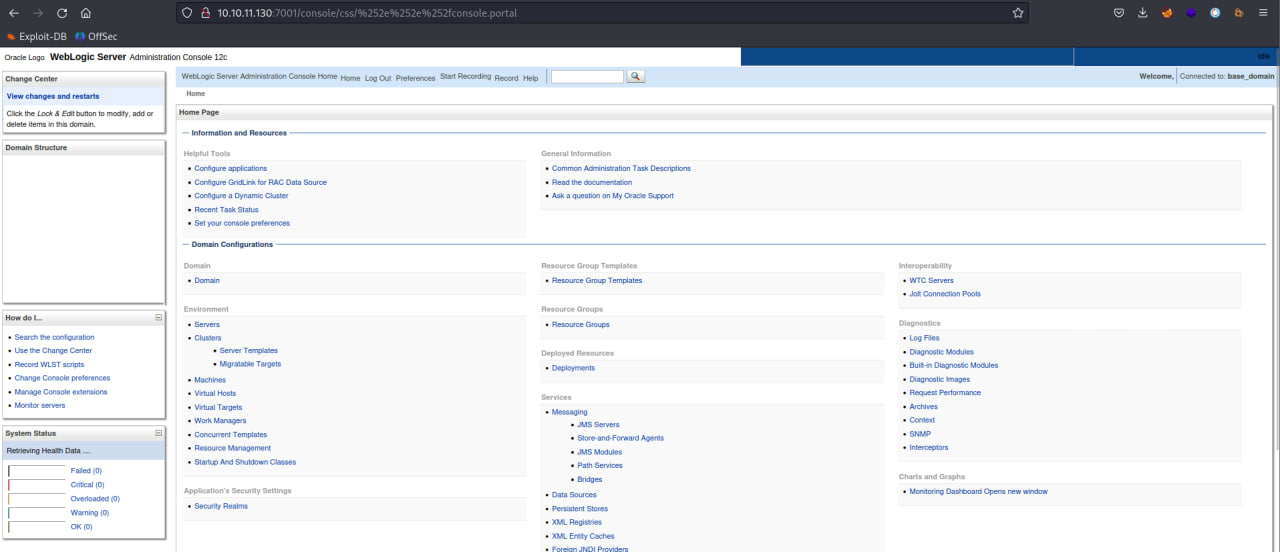 10.10.11.130:7001/console/css/%252e%252e%252fconsole.portal
Exploit-DB OffSec
Oracle Logo WebLogic Server Administration Console 12c
Idle
Change Center
View changes and restarts
Click the Lock & Edit button to modify, add or
delete items in this domain.
Domain Structure
How do I...
Search the configuration
Use the Change Center
Record WLST scripts
Change Console preferences
Manage Console extensions
Monitor servers
System Status
Retrieving Health Data ....
Failed (0)
Critical (0)
Overloaded (0)
Warning (0)
OK (0)
WebLogic Server Administration Console Home Home Log Out Preferences Start Recording Record Help
Welcome, Connected to: base_domain
Home
Home Page
Information and Resources
Helpful Tools
Configure applications
Configure GridLink for RAC Data Source
Configure a Dynamic Cluster
Recent Task Status
Set your console preferences
General Information
Common Administration Task Descriptions
Read the documentation
Ask a question on My Oracle Support
Domain Configurations
Domain
Domain
Environment
Servers
Clusters
Server Templates
Migratable Targets
Machines
Virtual Hosts
Virtual Targets
Work Managers
Concurrent Templates
Resource Management
Startup And Shutdown Classes
Application's Security Settings
Security Realms
Resource Group Templates
Resource Group Templates
Resource Groups
Resource Groups
Deployed Resources
Deployments
Services
Messaging
JMS Servers
Store-and-Forward Agents
JMS Modules
Path Services
Bridges
Data Sources
Persistent Stores
XML Registries
XML Entity Caches
Foreign JNDI Providers
Interoperability
WTC Servers
Jolt Connection Pools
Diagnostics
Log Files
Diagnostic Modules
Built-in Diagnostic Modules
Diagnostic Images
Request Performance
Archives
Context
SNMP
Interceptors
Charts and Graphs
Monitoring Dashboard Opens new window